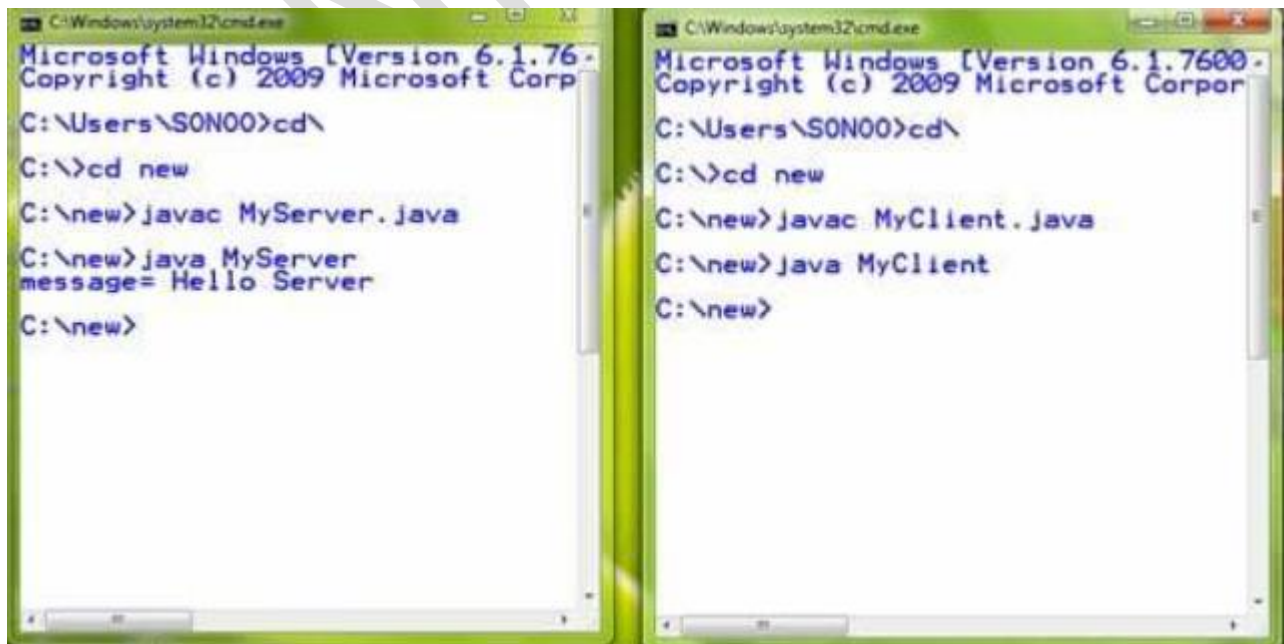 C:\Windows\system32\cmd.exe
Microsoft Windows [Version 6.1.76
Copyright (c) 2009 Microsoft Corp
C:\Users\SONOO>cd\
C:\>cd new
C:\new>javac MyServer.java
C:\new>java MyServer
message= Hello Server
C:\new>
C:\Windows\system32\cmd.exe
Microsoft Windows [Version 6.1.7600
Copyright (c) 2009 Microsoft Corpor
C:\Users\SONOO>cd\
C:\>cd new
C:\new>javac MyClient.java
C:\new>java MyClient
C:\new>